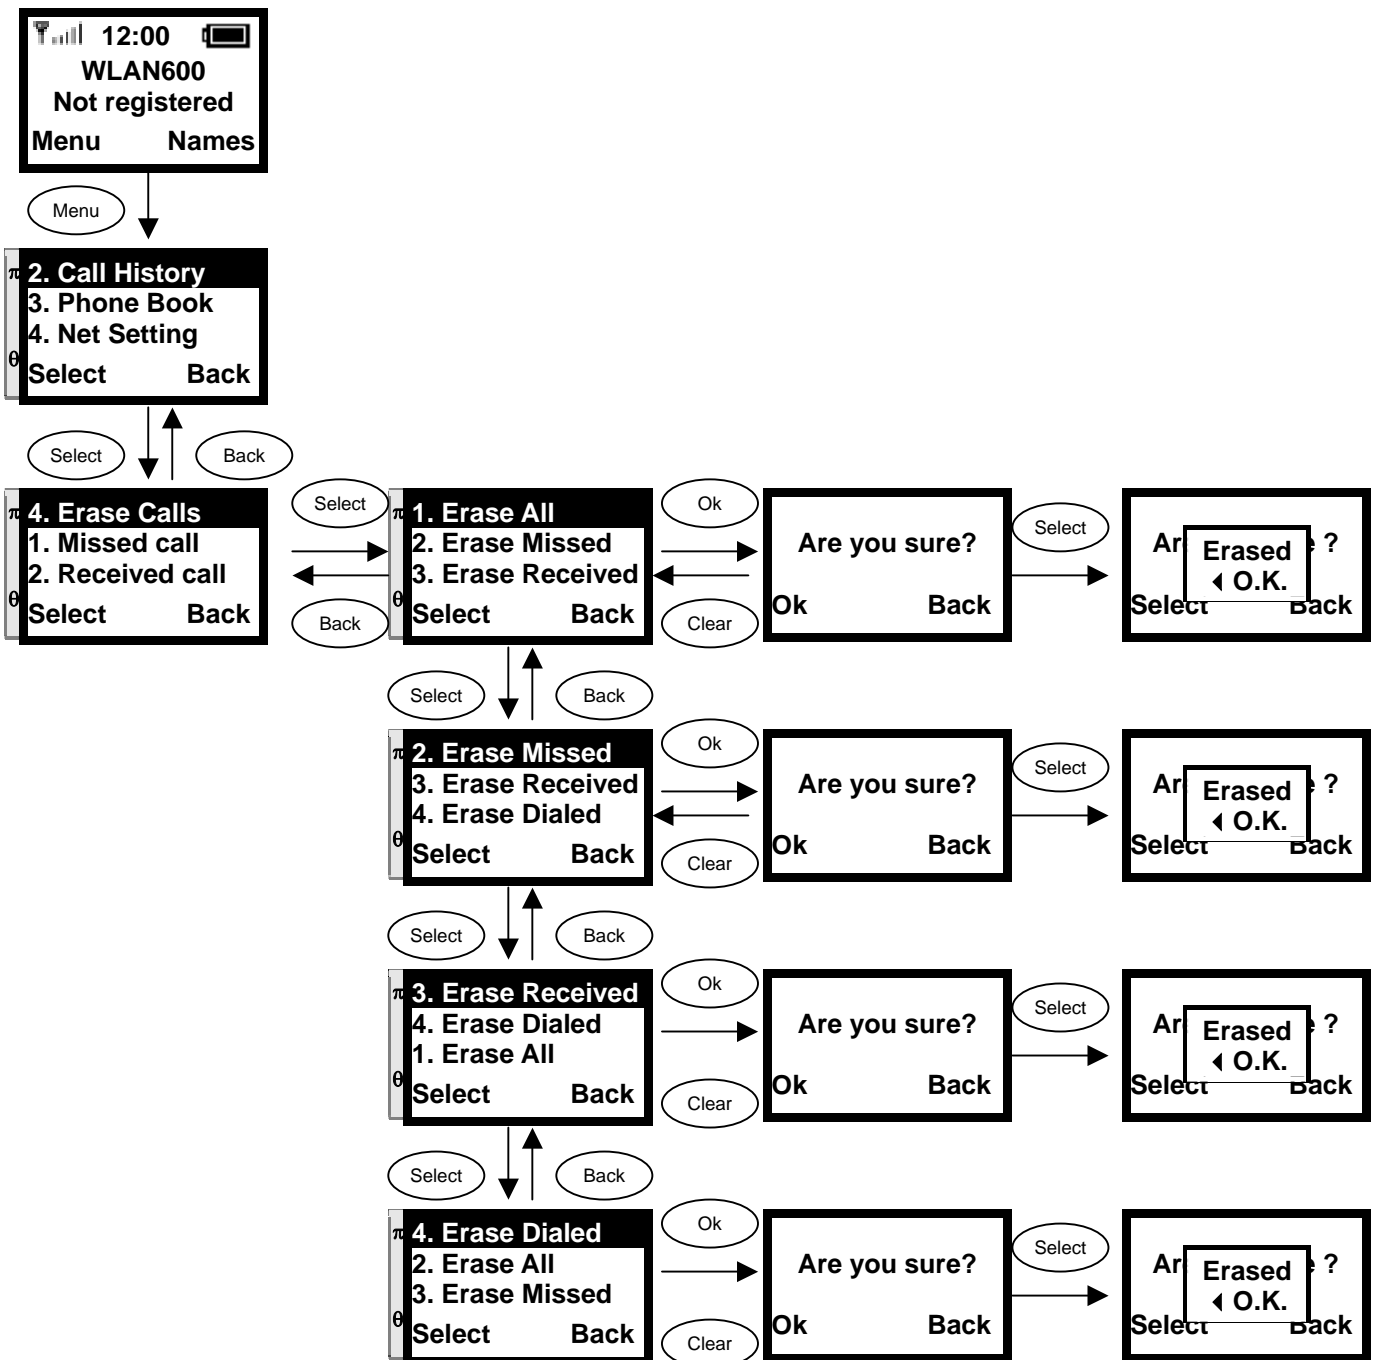 12:00
WLAN600
Not registered
Menu Names
Menu
π 2. Call History
3. Phone Book
4. Net Setting
θ
Select Back
Select Back
π 4. Erase Calls
1. Missed call
2. Received call
θ
Select Back
Select
Back
π 1. Erase All
2. Erase Missed
3. Erase Received
θ
Select Back
Ok
Clear
Are you sure?
Ok Back
Select
Ar ?
Erased
O.K.
Select Back
Select Back
π 2. Erase Missed
3. Erase Received
4. Erase Dialed
θ
Select Back
Ok
Clear
Are you sure?
Ok Back
Select
Ar ?
Erased
O.K.
Select Back
Select Back
π 3. Erase Received
4. Erase Dialed
1. Erase All
θ
Select Back
Ok
Clear
Are you sure?
Ok Back
Select
Ar ?
Erased
O.K.
Select Back
Select Back
π 4. Erase Dialed
2. Erase All
3. Erase Missed
θ
Select Back
Ok
Clear
Are you sure?
Ok Back
Select
Ar ?
Erased
O.K.
Select Back